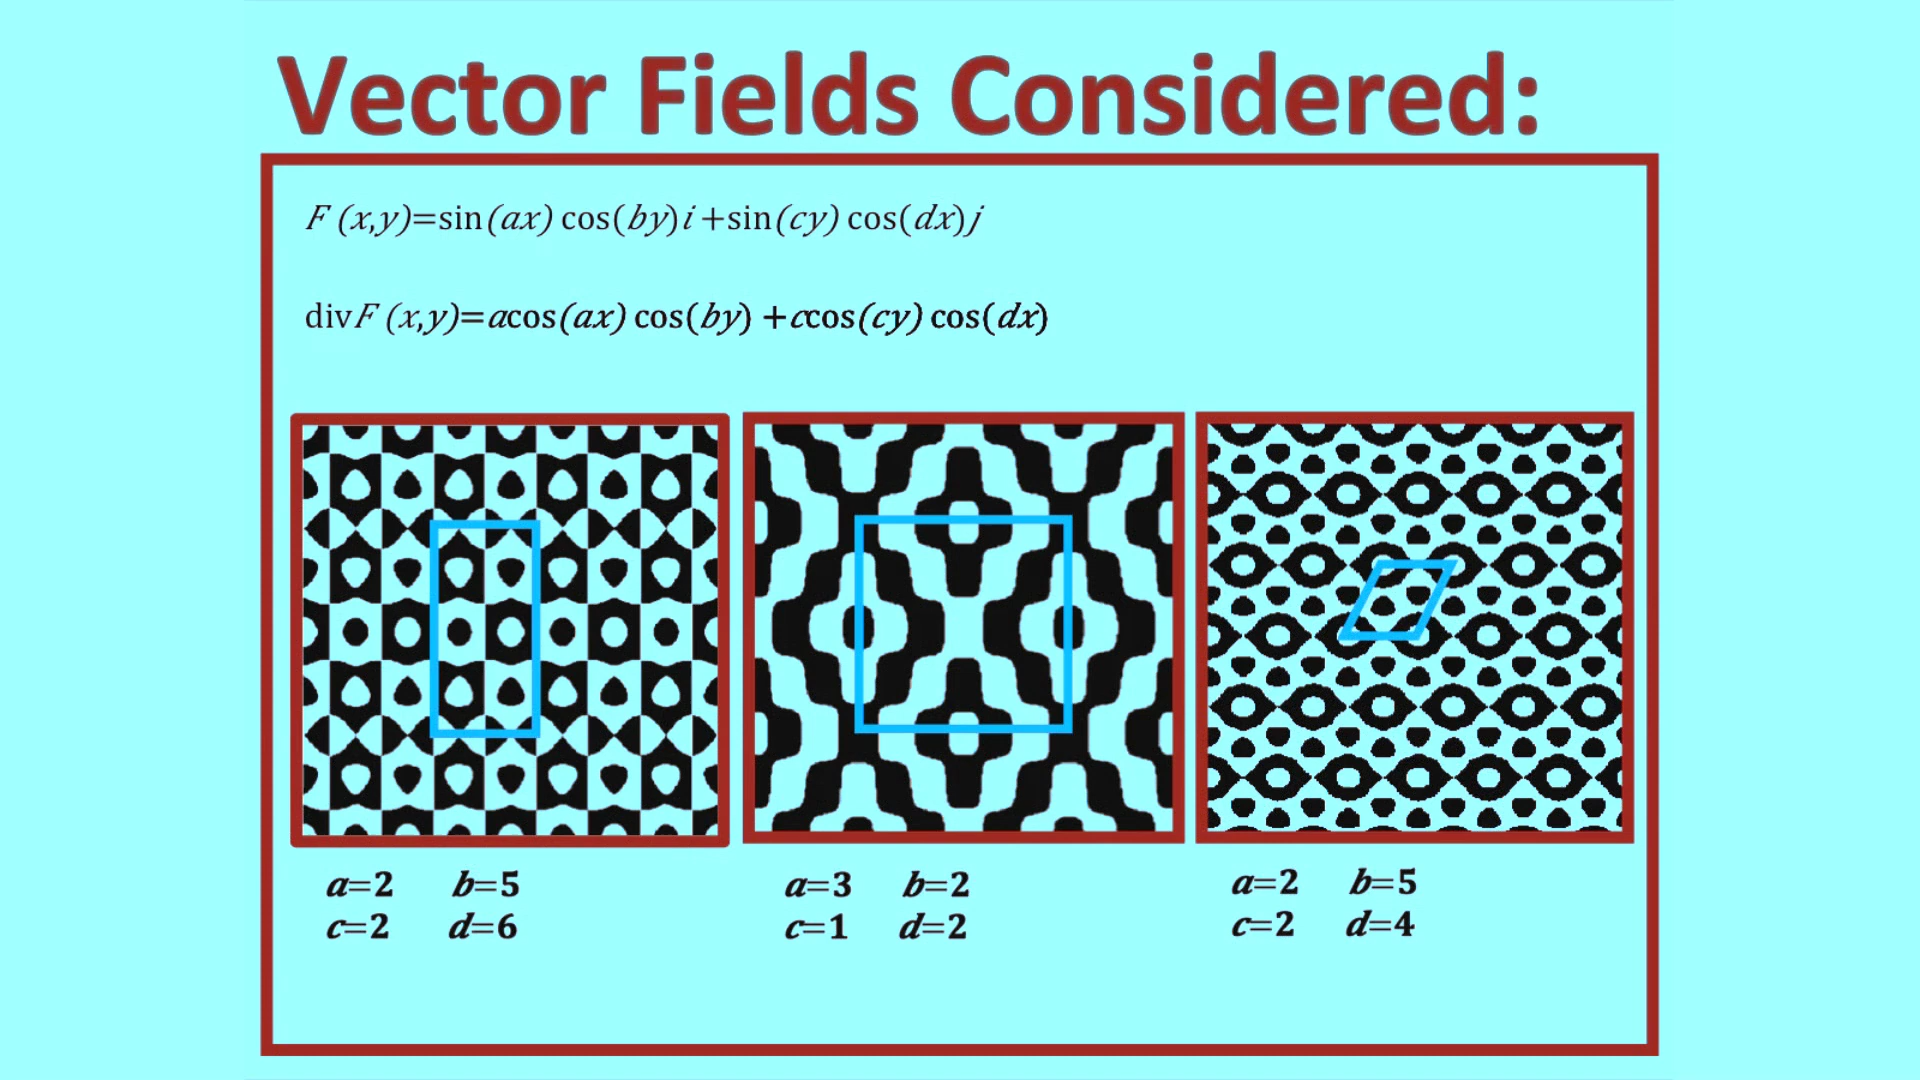 Vector Fields Considered:
F (x,y)=sin(ax) cos(by)i+sin(cy) cos(dx)j
divF (x,y)=acos(ax) cos(by) +ccos(cy) cos(dx)
a=2 b=5
c=2 d=6
a=3 b=2
c=1 d=2
a=2 b=5
c=2 d=4